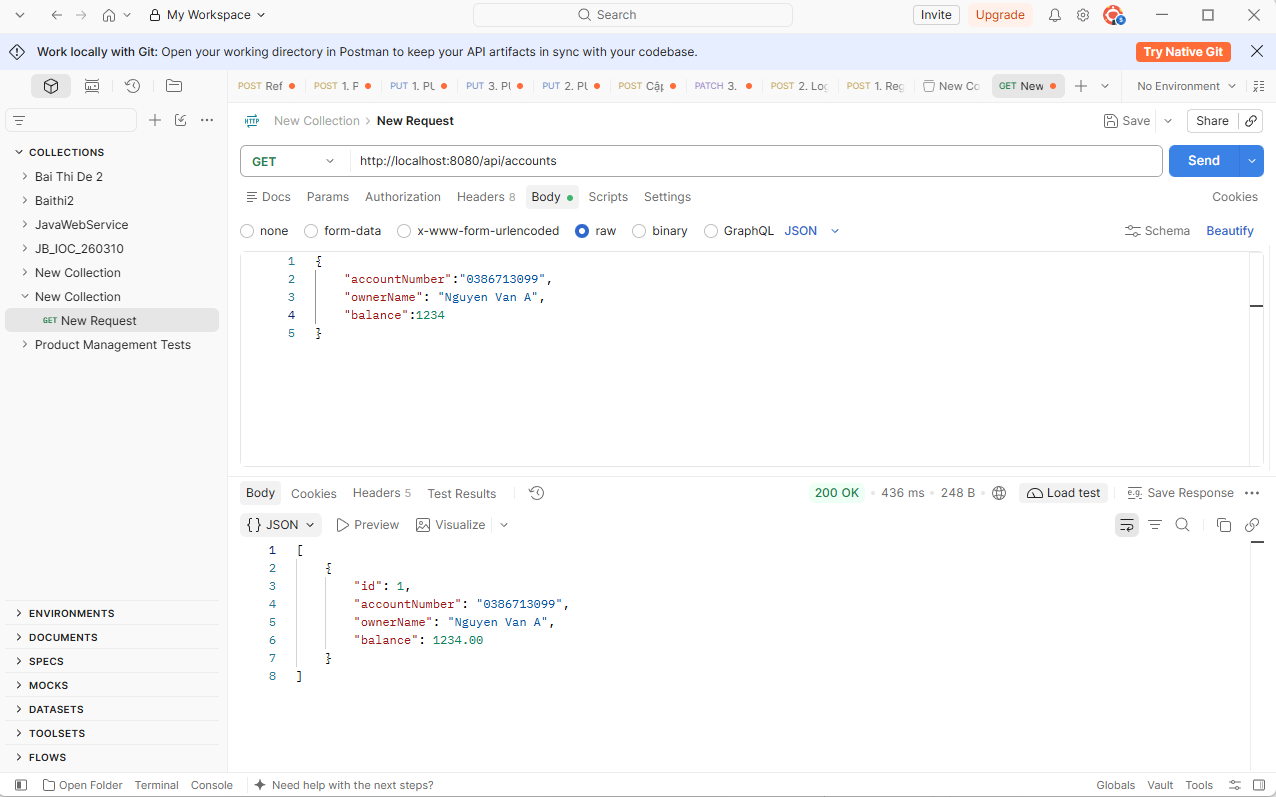 My Workspace Search Invite Upgrade
Work locally with Git: Open your working directory in Postman to keep your API artifacts in sync with your codebase. Try Native Git
POST Ref POST 1. P PUT 1. PU PUT 3. PU PUT 2. PU POST Cập PATCH 3. POST 2. Log POST 1. Reg New Co GET New No Environment
HTTP New Collection > New Request Save Share
COLLECTIONS
Bai Thi De 2
Baithi2
JavaWebService
JB_IOC_260310
New Collection
New Collection
GET New Request
Product Management Tests
ENVIRONMENTS
DOCUMENTS
SPECS
MOCKS
DATASETS
TOOLSETS
FLOWS
GET http://localhost:8080/api/accounts Send
Docs Params Authorization Headers 8 Body Scripts Settings Cookies
none form-data x-www-form-urlencoded raw binary GraphQL JSON Schema Beautify
1 {
2 "accountNumber":"0386713099",
3 "ownerName": "Nguyen Van A",
4 "balance":1234
5 }
Body Cookies Headers 5 Test Results 200 OK • 436 ms • 248 B • Load test e.g. Save Response
{} JSON Preview Visualize
1 [
2 {
3 "id": 1,
4 "accountNumber": "0386713099",
5 "ownerName": "Nguyen Van A",
6 "balance": 1234.00
7 }
8 ]
Open Folder Terminal Console Need help with the next steps? Globals Vault Tools